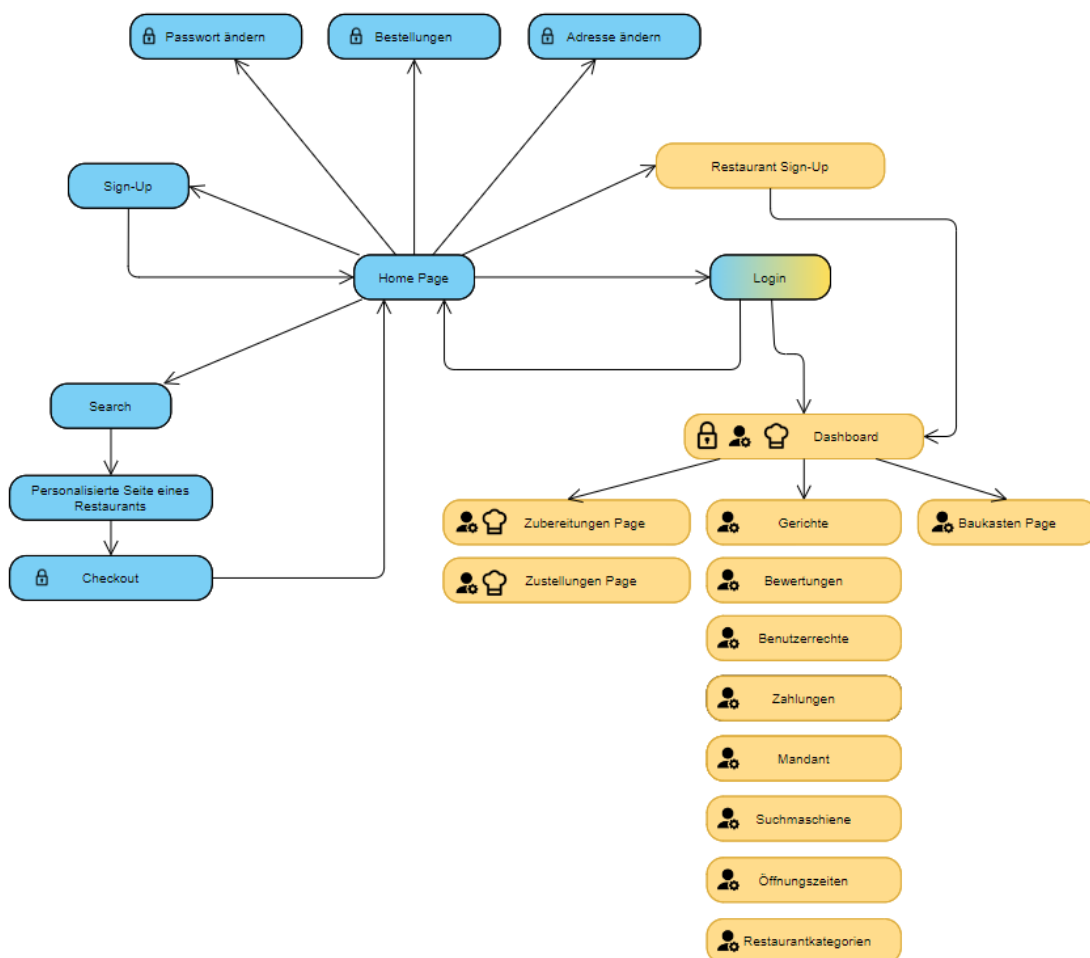 Passwort ändern
Bestellungen
Adresse ändern
Restaurant Sign-Up
Sign-Up
Home Page
Login
Search
Dashboard
Personalisierte Seite eines
Restaurants
Checkout
Zubereitungen Page
Gerichte
Baukasten Page
Zustellungen Page
Bewertungen
Benutzerrechte
Zahlungen
Mandant
Suchmaschiene
Öffnungszeiten
Restaurantkategorien